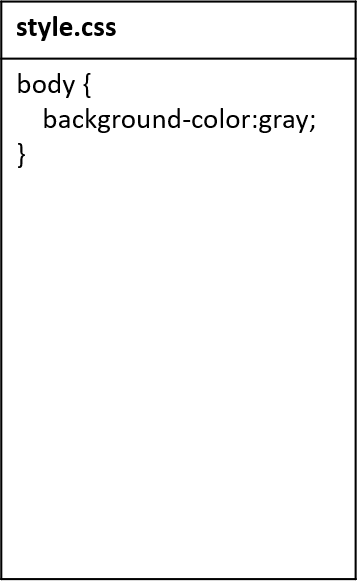 style.css
body {
    background-color:gray;
}